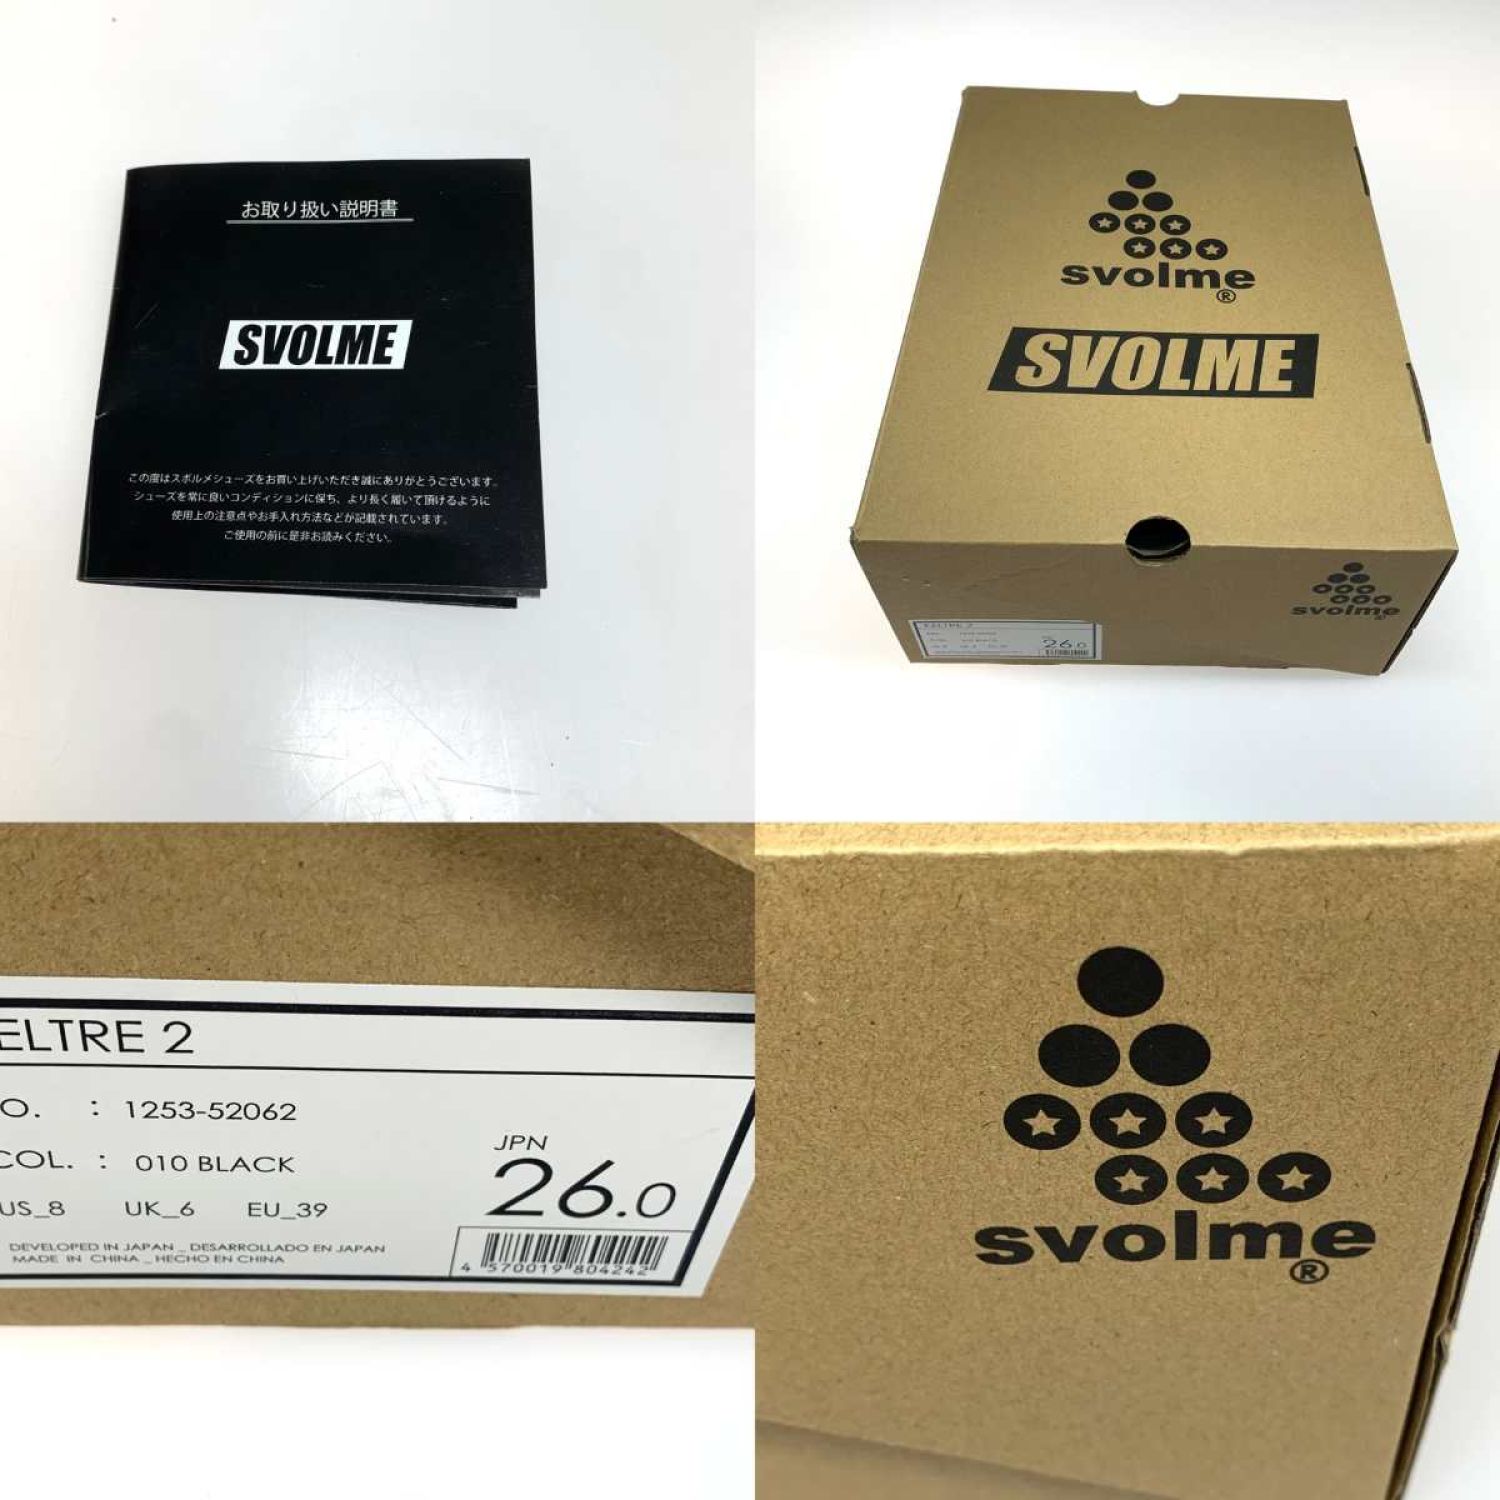 お取り扱い説明書
SVOLME
この度はスボルメシューズをお買い上げいただき誠にありがとうございます。
シューズを常に良いコンディションに保ち、より長く履いて頂けるように
使用上の注意点やお手入れ方法などが記載されています。
ご使用の前に是非お読みください。
svolme
®
SVOLME
svolme
26.0
ELTRE 2
O. : 1253-52062
COL. : 010 BLACK
US_8 UK_6 EU_39
JPN
26.0
DEVELOPED IN JAPAN _ DESARROLLADO EN JAPAN
MADE IN CHINA _ HECHO EN CHINA
4 570019 804242
svolme
®